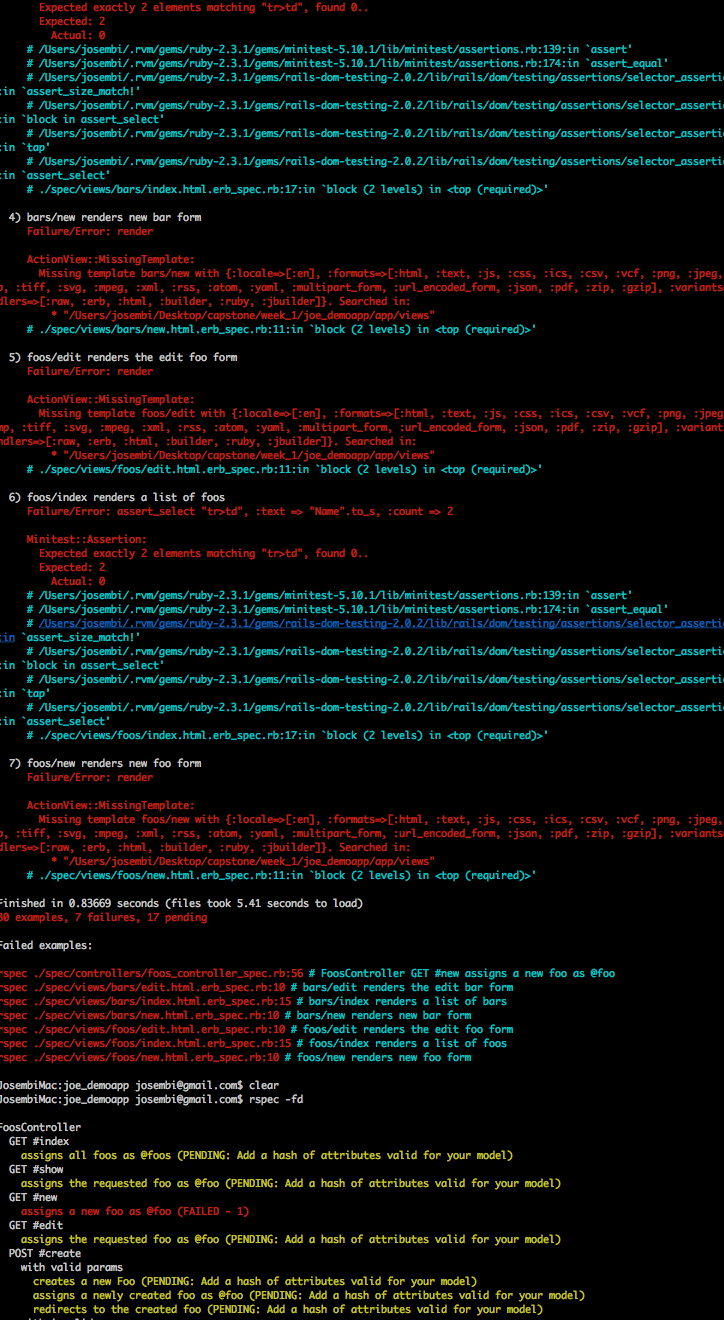 Expected exactly 2 elements matching "tr>td", found 0..
Expected: 2
Actual: 0
# /Users/josembi/.rvm/gems/ruby-2.3.1/gems/minitest-5.10.1/lib/minitest/assertions.rb:139:in `assert'
# /Users/josembi/.rvm/gems/ruby-2.3.1/gems/minitest-5.10.1/lib/minitest/assertions.rb:174:in `assert_equal'
# /Users/josembi/.rvm/gems/ruby-2.3.1/gems/rails-dom-testing-2.0.2/lib/rails/dom/testing/assertions/selector_assertio
:in `assert_size_match!'
# /Users/josembi/.rvm/gems/ruby-2.3.1/gems/rails-dom-testing-2.0.2/lib/rails/dom/testing/assertions/selector_assertio
:in `block in assert_select'
# /Users/josembi/.rvm/gems/ruby-2.3.1/gems/rails-dom-testing-2.0.2/lib/rails/dom/testing/assertions/selector_assertio
:in `tap'
# /Users/josembi/.rvm/gems/ruby-2.3.1/gems/rails-dom-testing-2.0.2/lib/rails/dom/testing/assertions/selector_assertio
:in `assert_select'
# ./spec/views/bars/index.html.erb_spec.rb:17:in `block (2 levels) in <top (required)>'
4) bars/new renders new bar form
Failure/Error: render
ActionView::MissingTemplate:
Missing template bars/new with {:locale=>[:en], :formats=>[:html, :text, :js, :css, :ics, :csv, :vcf, :png, :jpeg,
p, :tiff, :svg, :mpeg, :xml, :rss, :atom, :yaml, :multipart_form, :url_encoded_form, :json, :pdf, :zip, :gzip], :variants=
dlers=>[:raw, :erb, :html, :builder, :ruby, :jbuilder]}. Searched in:
* "/Users/josembi/Desktop/capstone/week_1/joe_demoapp/app/views"
# ./spec/views/bars/new.html.erb_spec.rb:11:in `block (2 levels) in <top (required)>'
5) foos/edit renders the edit foo form
Failure/Error: render
ActionView::MissingTemplate:
Missing template foos/edit with {:locale=>[:en], :formats=>[:html, :text, :js, :css, :ics, :csv, :vcf, :png, :jpeg
mp, :tiff, :svg, :mpeg, :xml, :rss, :atom, :yaml, :multipart_form, :url_encoded_form, :json, :pdf, :zip, :gzip], :variant
ndlers=>[:raw, :erb, :html, :builder, :ruby, :jbuilder]}. Searched in:
* "/Users/josembi/Desktop/capstone/week_1/joe_demoapp/app/views"
# ./spec/views/foos/edit.html.erb_spec.rb:11:in `block (2 levels) in <top (required)>'
6) foos/index renders a list of foos
Failure/Error: assert_select "tr>td", :text => "Name".to_s, :count => 2
Minitest::Assertion:
Expected exactly 2 elements matching "tr>td", found 0..
Expected: 2
Actual: 0
# /Users/josembi/.rvm/gems/ruby-2.3.1/gems/minitest-5.10.1/lib/minitest/assertions.rb:139:in `assert'
# /Users/josembi/.rvm/gems/ruby-2.3.1/gems/minitest-5.10.1/lib/minitest/assertions.rb:174:in `assert_equal'
# /Users/josembi/.rvm/gems/ruby-2.3.1/gems/rails-dom-testing-2.0.2/lib/rails/dom/testing/assertions/selector_assertio
:in `assert_size_match!'
# /Users/josembi/.rvm/gems/ruby-2.3.1/gems/rails-dom-testing-2.0.2/lib/rails/dom/testing/assertions/selector_assertio
:in `block in assert_select'
# /Users/josembi/.rvm/gems/ruby-2.3.1/gems/rails-dom-testing-2.0.2/lib/rails/dom/testing/assertions/selector_assertio
:in `tap'
# /Users/josembi/.rvm/gems/ruby-2.3.1/gems/rails-dom-testing-2.0.2/lib/rails/dom/testing/assertions/selector_assertio
:in `assert_select'
# ./spec/views/foos/index.html.erb_spec.rb:17:in `block (2 levels) in <top (required)>'
7) foos/new renders new foo form
Failure/Error: render
ActionView::MissingTemplate:
Missing template foos/new with {:locale=>[:en], :formats=>[:html, :text, :js, :css, :ics, :csv, :vcf, :png, :jpeg,
p, :tiff, :svg, :mpeg, :xml, :rss, :atom, :yaml, :multipart_form, :url_encoded_form, :json, :pdf, :zip, :gzip], :variants=
dlers=>[:raw, :erb, :html, :builder, :ruby, :jbuilder]}. Searched in:
* "/Users/josembi/Desktop/capstone/week_1/joe_demoapp/app/views"
# ./spec/views/foos/new.html.erb_spec.rb:11:in `block (2 levels) in <top (required)>'
Finished in 0.83669 seconds (files took 5.41 seconds to load)
30 examples, 7 failures, 17 pending
Failed examples:
rspec ./spec/controllers/foos_controller_spec.rb:56 # FoosController GET #new assigns a new foo as @foo
rspec ./spec/views/bars/edit.html.erb_spec.rb:10 # bars/edit renders the edit bar form
rspec ./spec/views/bars/index.html.erb_spec.rb:15 # bars/index renders a list of bars
rspec ./spec/views/bars/new.html.erb_spec.rb:10 # bars/new renders new bar form
rspec ./spec/views/foos/edit.html.erb_spec.rb:10 # foos/edit renders the edit foo form
rspec ./spec/views/foos/index.html.erb_spec.rb:15 # foos/index renders a list of foos
rspec ./spec/views/foos/new.html.erb_spec.rb:10 # foos/new renders new foo form
JosembiMac:joe_demoapp josembi@gmail.com$ clear
JosembiMac:joe_demoapp josembi@gmail.com$ rspec -fd
FoosController
GET #index
assigns all foos as @foos (PENDING: Add a hash of attributes valid for your model)
GET #show
assigns the requested foo as @foo (PENDING: Add a hash of attributes valid for your model)
GET #new
assigns a new foo as @foo (FAILED - 1)
GET #edit
assigns the requested foo as @foo (PENDING: Add a hash of attributes valid for your model)
POST #create
with valid params
creates a new Foo (PENDING: Add a hash of attributes valid for your model)
assigns a newly created foo as @foo (PENDING: Add a hash of attributes valid for your model)
redirects to the created foo (PENDING: Add a hash of attributes valid for your model)